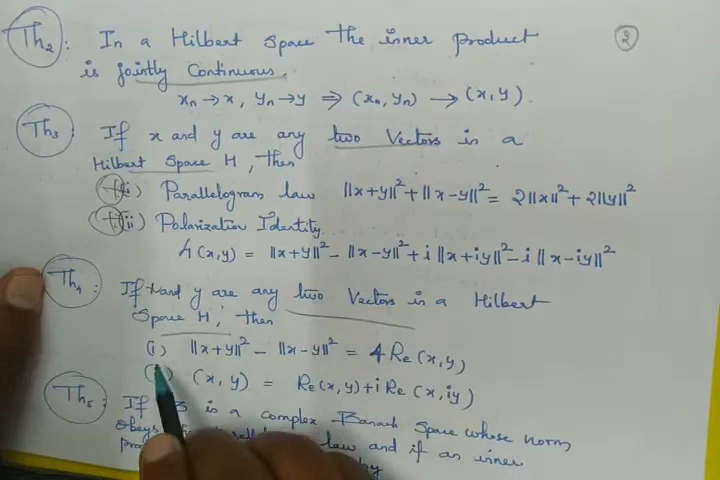 2
Th₂: In a Hilbert Space the inner product
is jointly Continuous.
xₙ → x, yₙ → y ⇒ (xₙ, yₙ) → (x, y)
Th₃ If x and y are any two Vectors in a
Hilbert Space H, then
(i) Parallelogram law ||x+y||² + ||x-y||² = 2||x||² + 2||y||²
(ii) Polarization Identity
4(x,y) = ||x+y||² - ||x-y||² + i||x+iy||² - i||x-iy||²
Th₄: If x and y are any two Vectors in a Hilbert
Space H, then
(i) ||x+y||² - ||x-y||² = 4 Re(x,y)
(x,y) = Re(x,y) + i Re(x,iy)
Th₅: If is a complex Banach Space whose norm
obeys law and if an inner
by